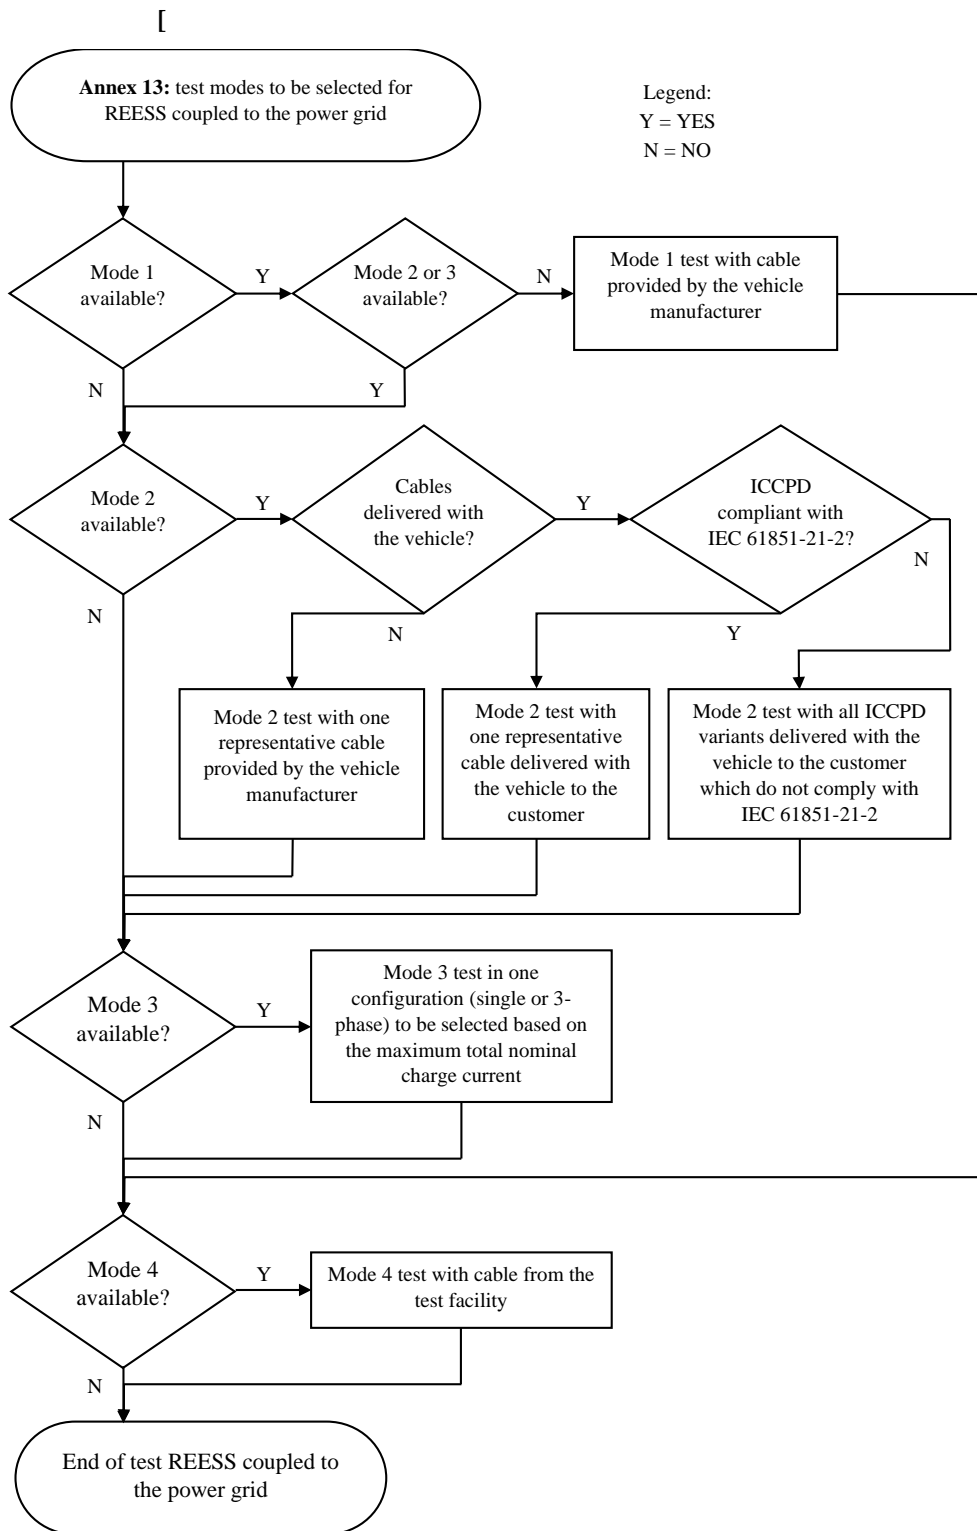 [
Annex 13: test modes to be selected for
REESS coupled to the power grid
Legend:
Y = YES
N = NO
Mode 1
available?
Y
Mode 2 or 3
available?
N
Mode 1 test with cable
provided by the vehicle
manufacturer
N
Y
Mode 2
available?
Y
Cables
delivered with
the vehicle?
Y
ICCPD
compliant with
IEC 61851-21-2?
N
N
N
Y
Mode 2 test with one
representative cable
provided by the vehicle
manufacturer
Mode 2 test with
one representative
cable delivered with
the vehicle to the
customer
Mode 2 test with all ICCPD
variants delivered with the
vehicle to the customer
which do not comply with
IEC 61851-21-2
Mode 3
available?
Y
Mode 3 test in one
configuration (single or 3-
phase) to be selected based on
the maximum total nominal
charge current
N
Mode 4
available?
Y
Mode 4 test with cable from the
test facility
N
End of test REESS coupled to
the power grid